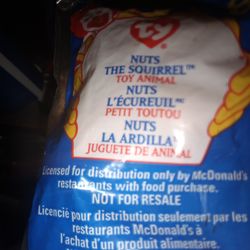 ty
NUTS
THE SQUIRREL™
TOY ANIMAL
NUTS
L'ÉCUREUIL MC
PETIT TOUTOU
NUTS
LA ARDILLA
JUGUETE DE ANIMAL
Licensed for distribution only by McDonald's
restaurants with food purchase.
NOT FOR RESALE
Licencié pour distribution seulement par les
restaurants McDonald's à
l'achat d'un produit alimentaire.